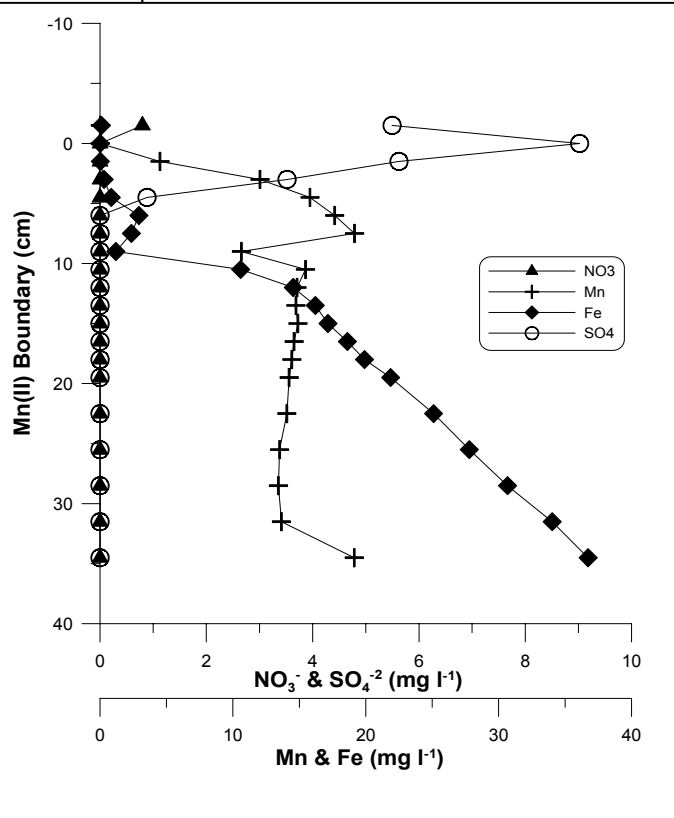 -10
0
10
20
30
40
Mn(II) Boundary (cm)
NO3
Mn
Fe
SO4
0 2 4 6 8 10
NO₃⁻ & SO₄⁻² (mg l⁻¹)
0 10 20 30 40
Mn & Fe (mg l⁻¹)